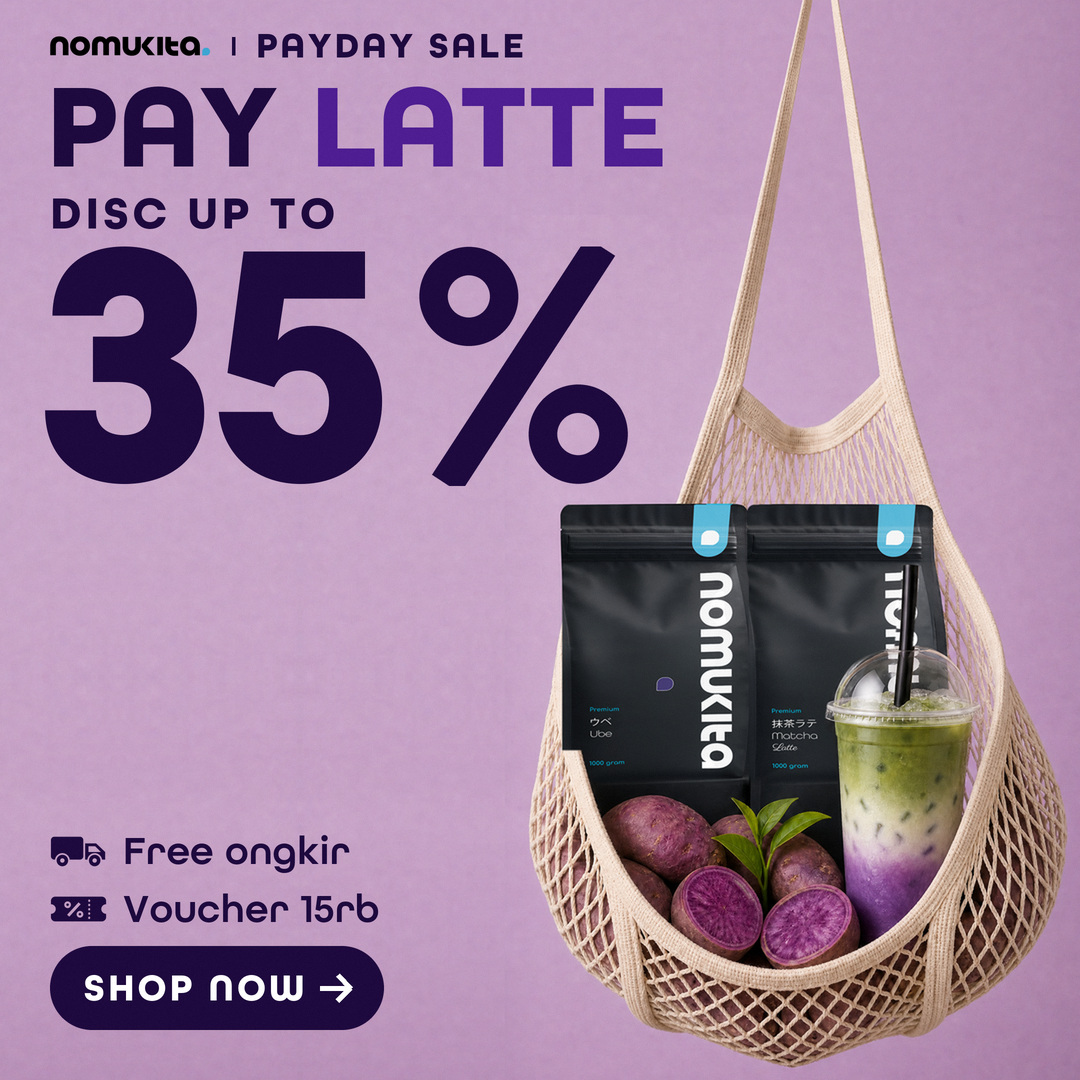 nomukita. | PAYDAY SALE
PAY LATTE
DISC UP TO
35%
nomukita
Premium
ウベ
Ube
1000 gram
Premium
抹茶ラテ
Matcha
Latte
1000 gram
Free ongkir
Voucher 15rb
SHOP NOW →